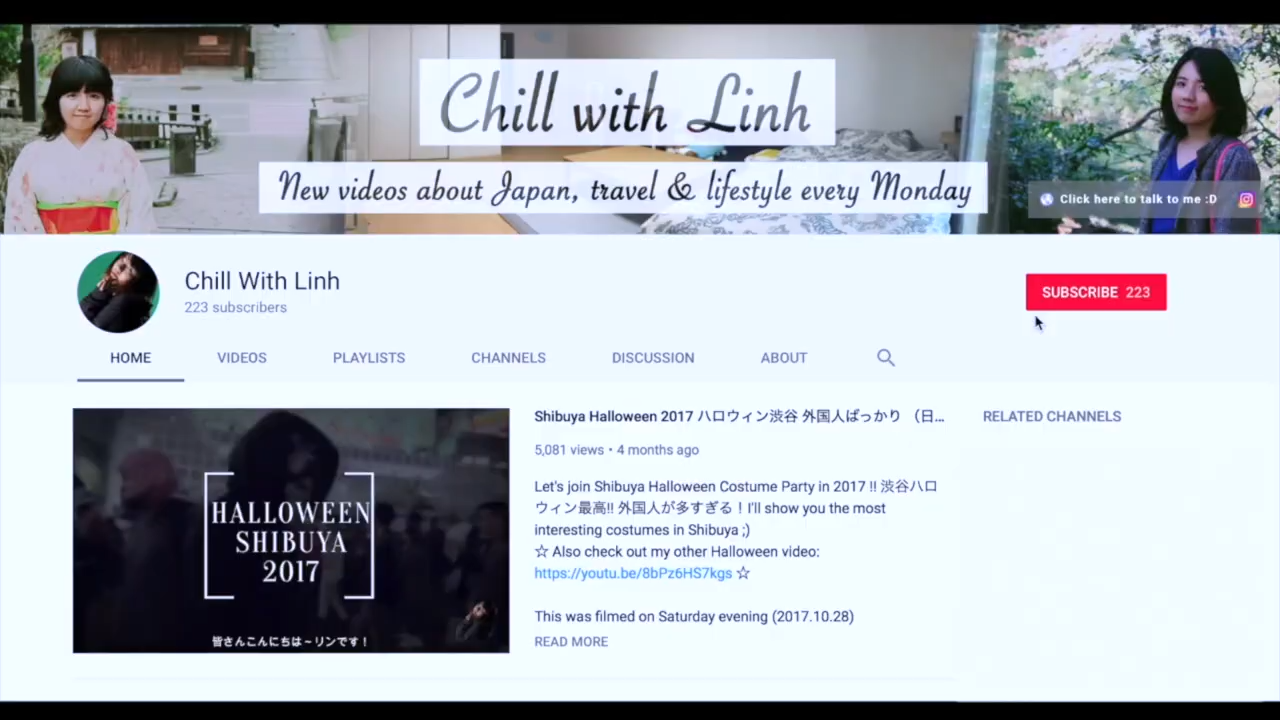 Chill with Linh
New videos about Japan, travel & lifestyle every Monday
Click here to talk to me :D
Chill With Linh
223 subscribers
SUBSCRIBE 223
HOME VIDEOS PLAYLISTS CHANNELS DISCUSSION ABOUT
HALLOWEEN
SHIBUYA
2017
皆さんこんにちは~リンです!
Shibuya Halloween 2017 ハロウィン渋谷 外国人ばっかり (日...
5,081 views • 4 months ago
Let's join Shibuya Halloween Costume Party in 2017 !! 渋谷ハロ
ウィン最高!! 外国人が多すぎる!I'll show you the most
interesting costumes in Shibuya ;)
☆ Also check out my other Halloween video:
https://youtu.be/8bPz6HS7kgs ☆
This was filmed on Saturday evening (2017.10.28)
READ MORE
RELATED CHANNELS